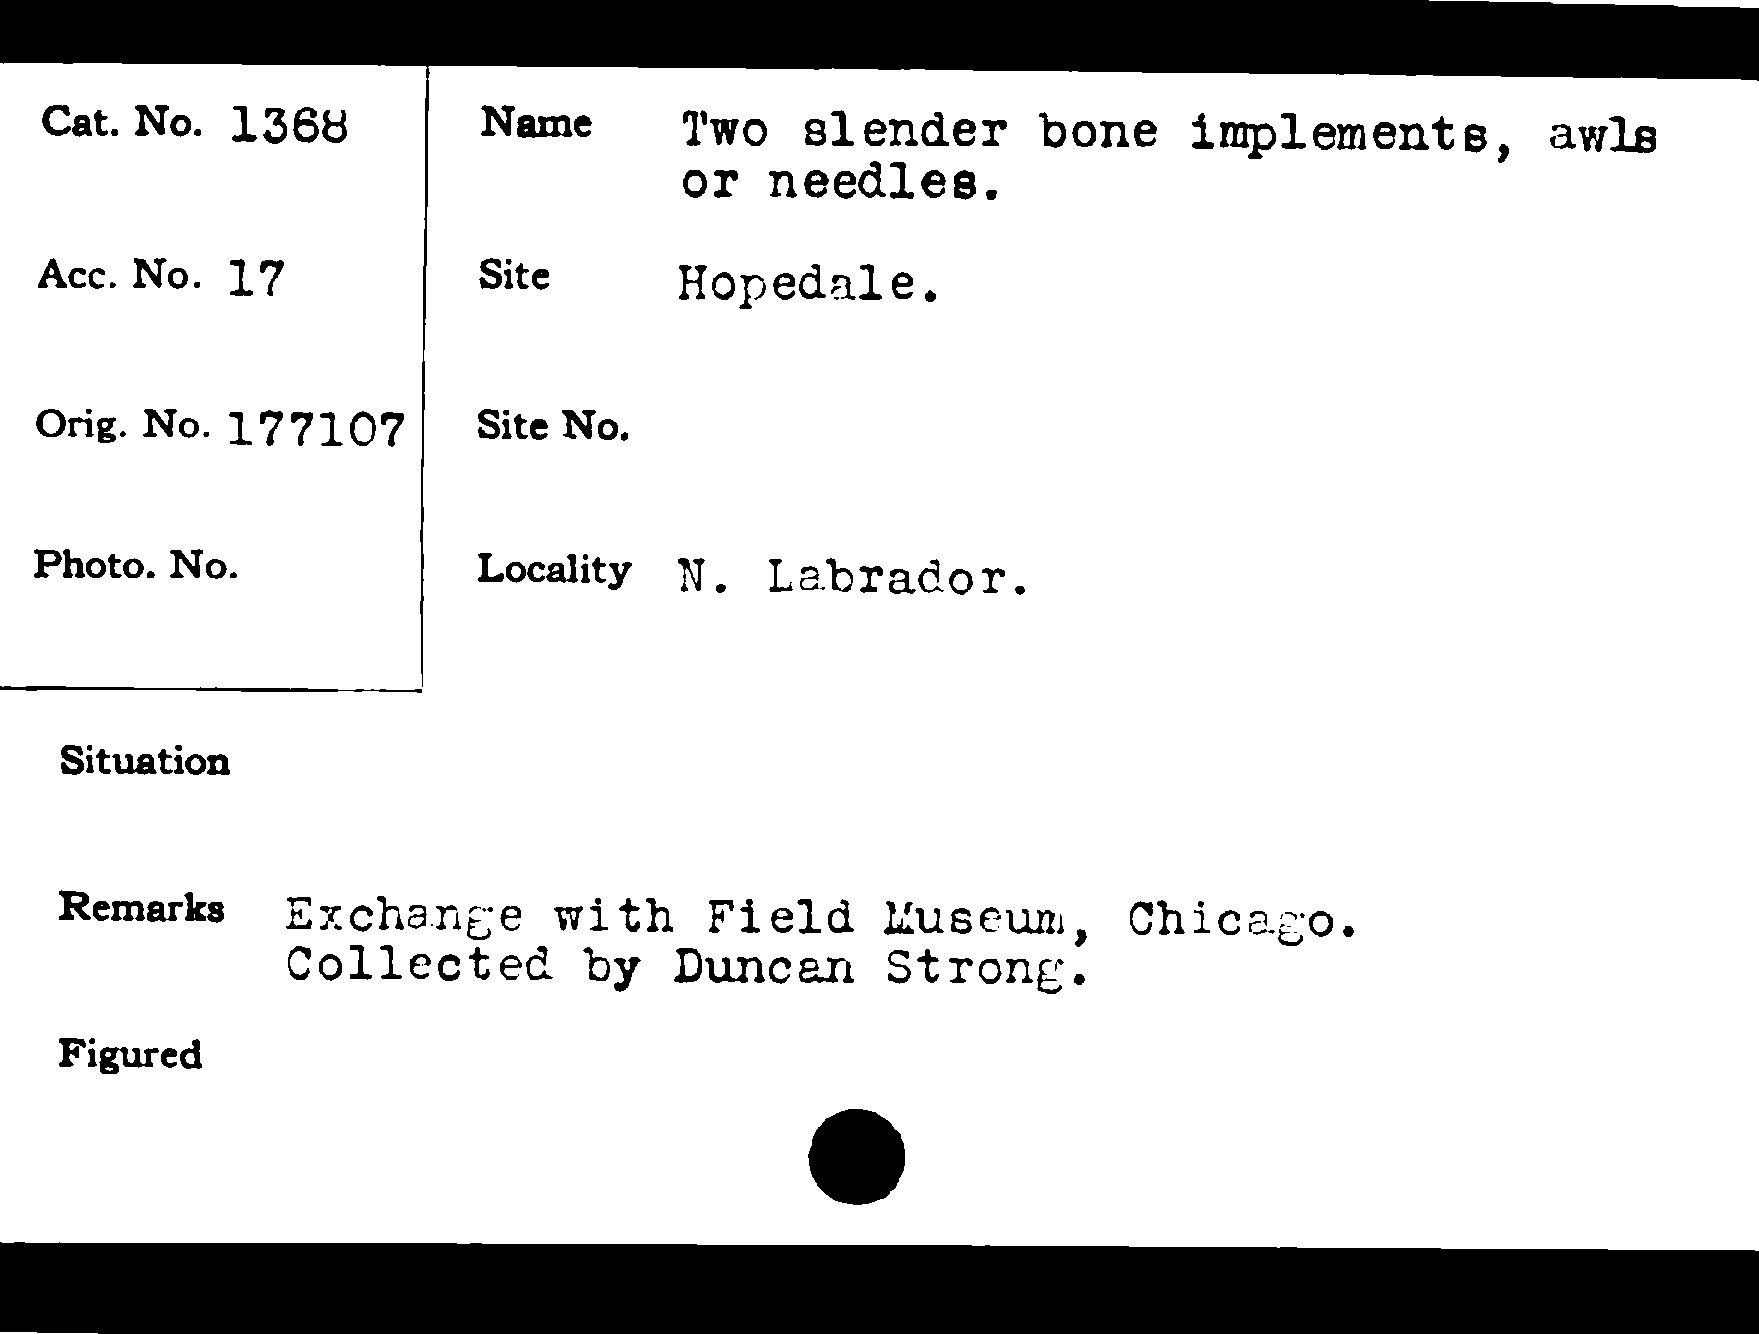 Cat. No. 1368
Name Two slender bone implements, awls
or needles.
Acc. No. 17
Site Hopedale.
Orig. No. 177107
Site No.
Photo. No.
Locality N. Labrador.
Situation
Remarks Exchange with Field Museum, Chicago.
Collected by Duncan Strong.
Figured